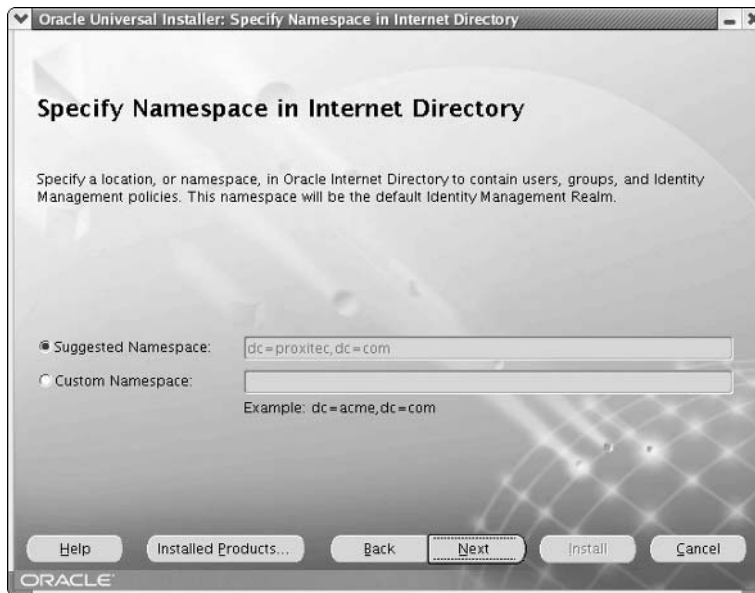 Oracle Universal Installer: Specify Namespace in Internet Directory
Specify Namespace in Internet Directory
Specify a location, or namespace, in Oracle Internet Directory to contain users, groups, and Identity
Management policies. This namespace will be the default Identity Management Realm.
Suggested Namespace: dc=proxitec,dc=com
Custom Namespace:
Example: dc=acme,dc=com
Help Installed Products... Back Next Install Cancel
ORACLE